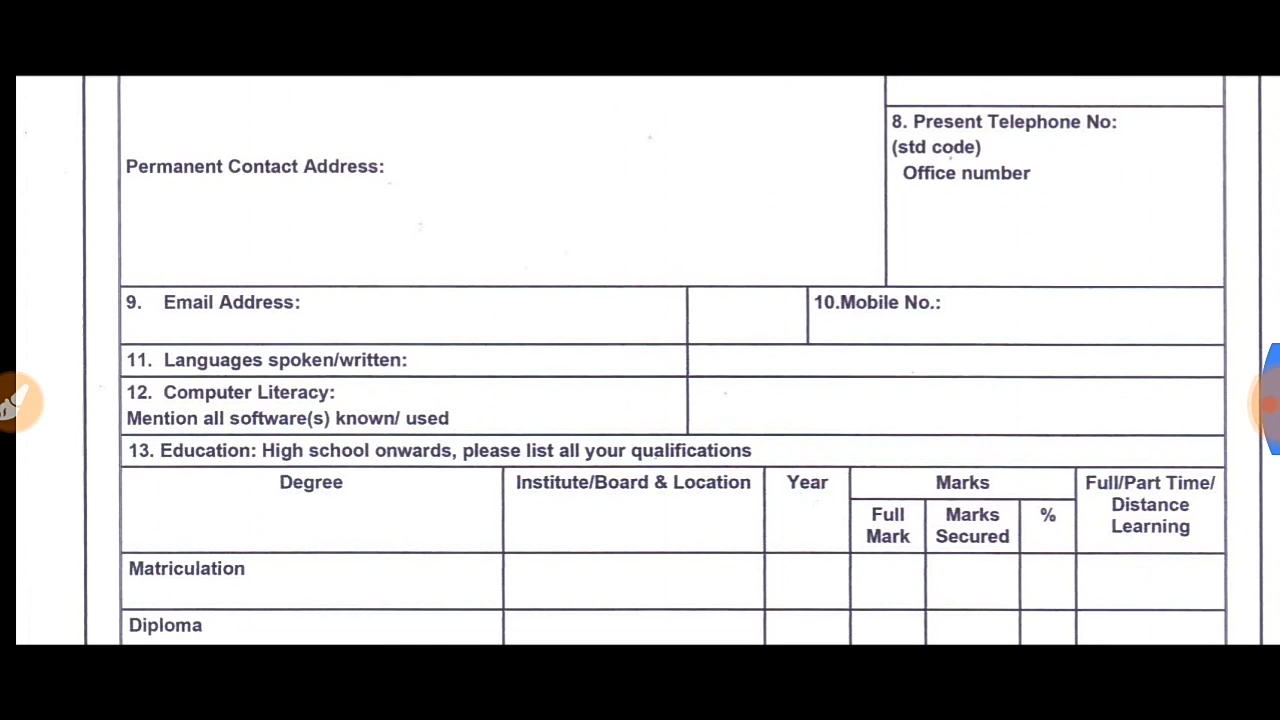 8. Present Telephone No:
(std code)
Permanent Contact Address:
Office number
9. Email Address:
10.Mobile No.:
11. Languages spoken/written:
12. Computer Literacy:
Mention all software(s) known/ used
13. Education: High school onwards, please list all your qualifications
Degree
Institute/Board & Location
Year
Marks
Full/Part Time/
Distance
Learning
Full
Mark
Marks
Secured
%
Matriculation
Diploma